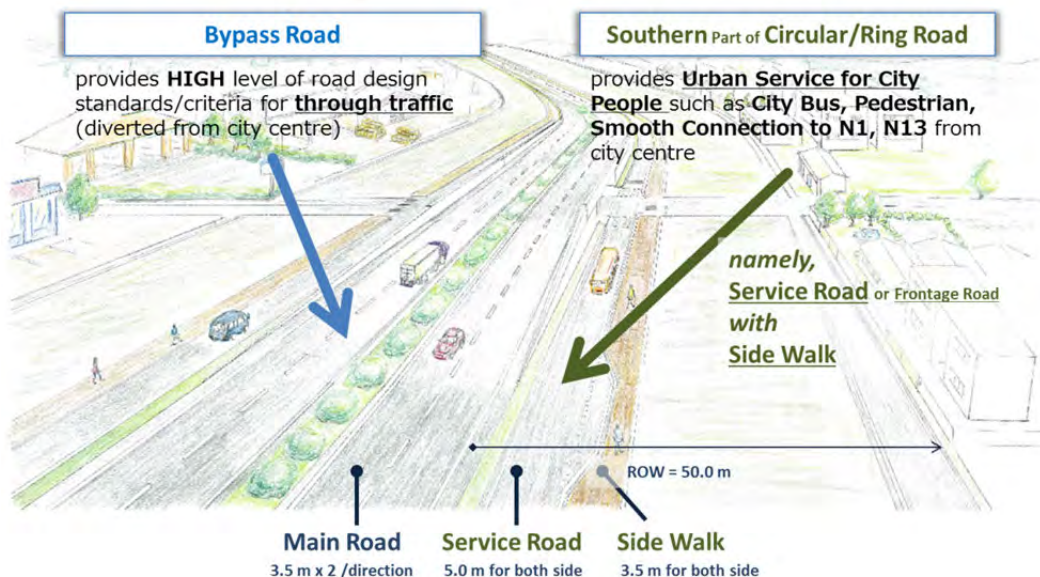 Bypass Road
provides HIGH level of road design
standards/criteria for through traffic
(diverted from city centre)
Southern Part of Circular/Ring Road
provides Urban Service for City
People such as City Bus, Pedestrian,
Smooth Connection to N1, N13 from
city centre
namely,
Service Road or Frontage Road
with
Side Walk
ROW = 50.0 m
Main Road
3.5 m x 2 /direction
Service Road
5.0 m for both side
Side Walk
3.5 m for both side